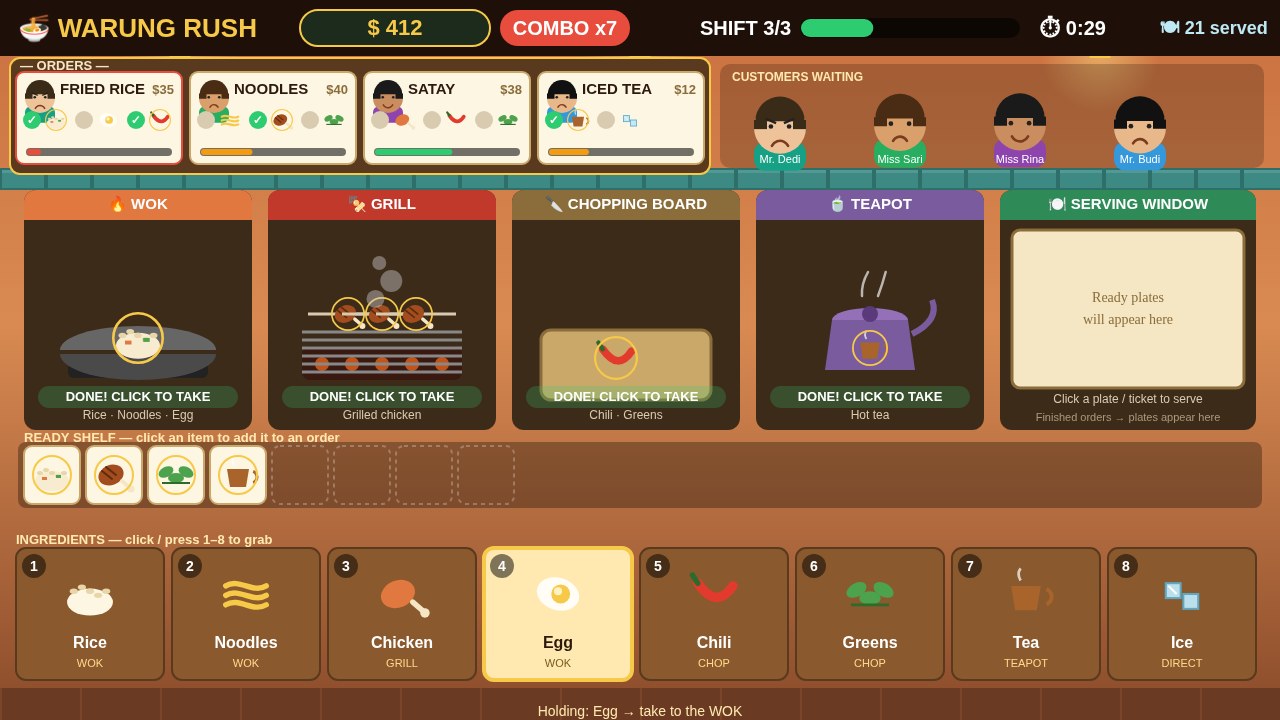 WARUNG RUSH
$ 412
COMBO x7
SHIFT 3/3
0:29
21 served
— ORDERS —
FRIED RICE $35
NOODLES $40
SATAY $38
ICED TEA $12
CUSTOMERS WAITING
Mr. Dedi
Miss Sari
Miss Rina
Mr. Budi
WOK
DONE! CLICK TO TAKE
Rice · Noodles · Egg
GRILL
DONE! CLICK TO TAKE
Grilled chicken
CHOPPING BOARD
DONE! CLICK TO TAKE
Chili · Greens
TEAPOT
DONE! CLICK TO TAKE
Hot tea
SERVING WINDOW
Ready plates
will appear here
Click a plate / ticket to serve
Finished orders → plates appear here
READY SHELF — click an item to add it to an order
INGREDIENTS — click / press 1–8 to grab
1
Rice
WOK
2
Noodles
WOK
3
Chicken
GRILL
4
Egg
WOK
5
Chili
CHOP
6
Greens
CHOP
7
Tea
TEAPOT
8
Ice
DIRECT
Holding: Egg → take to the WOK